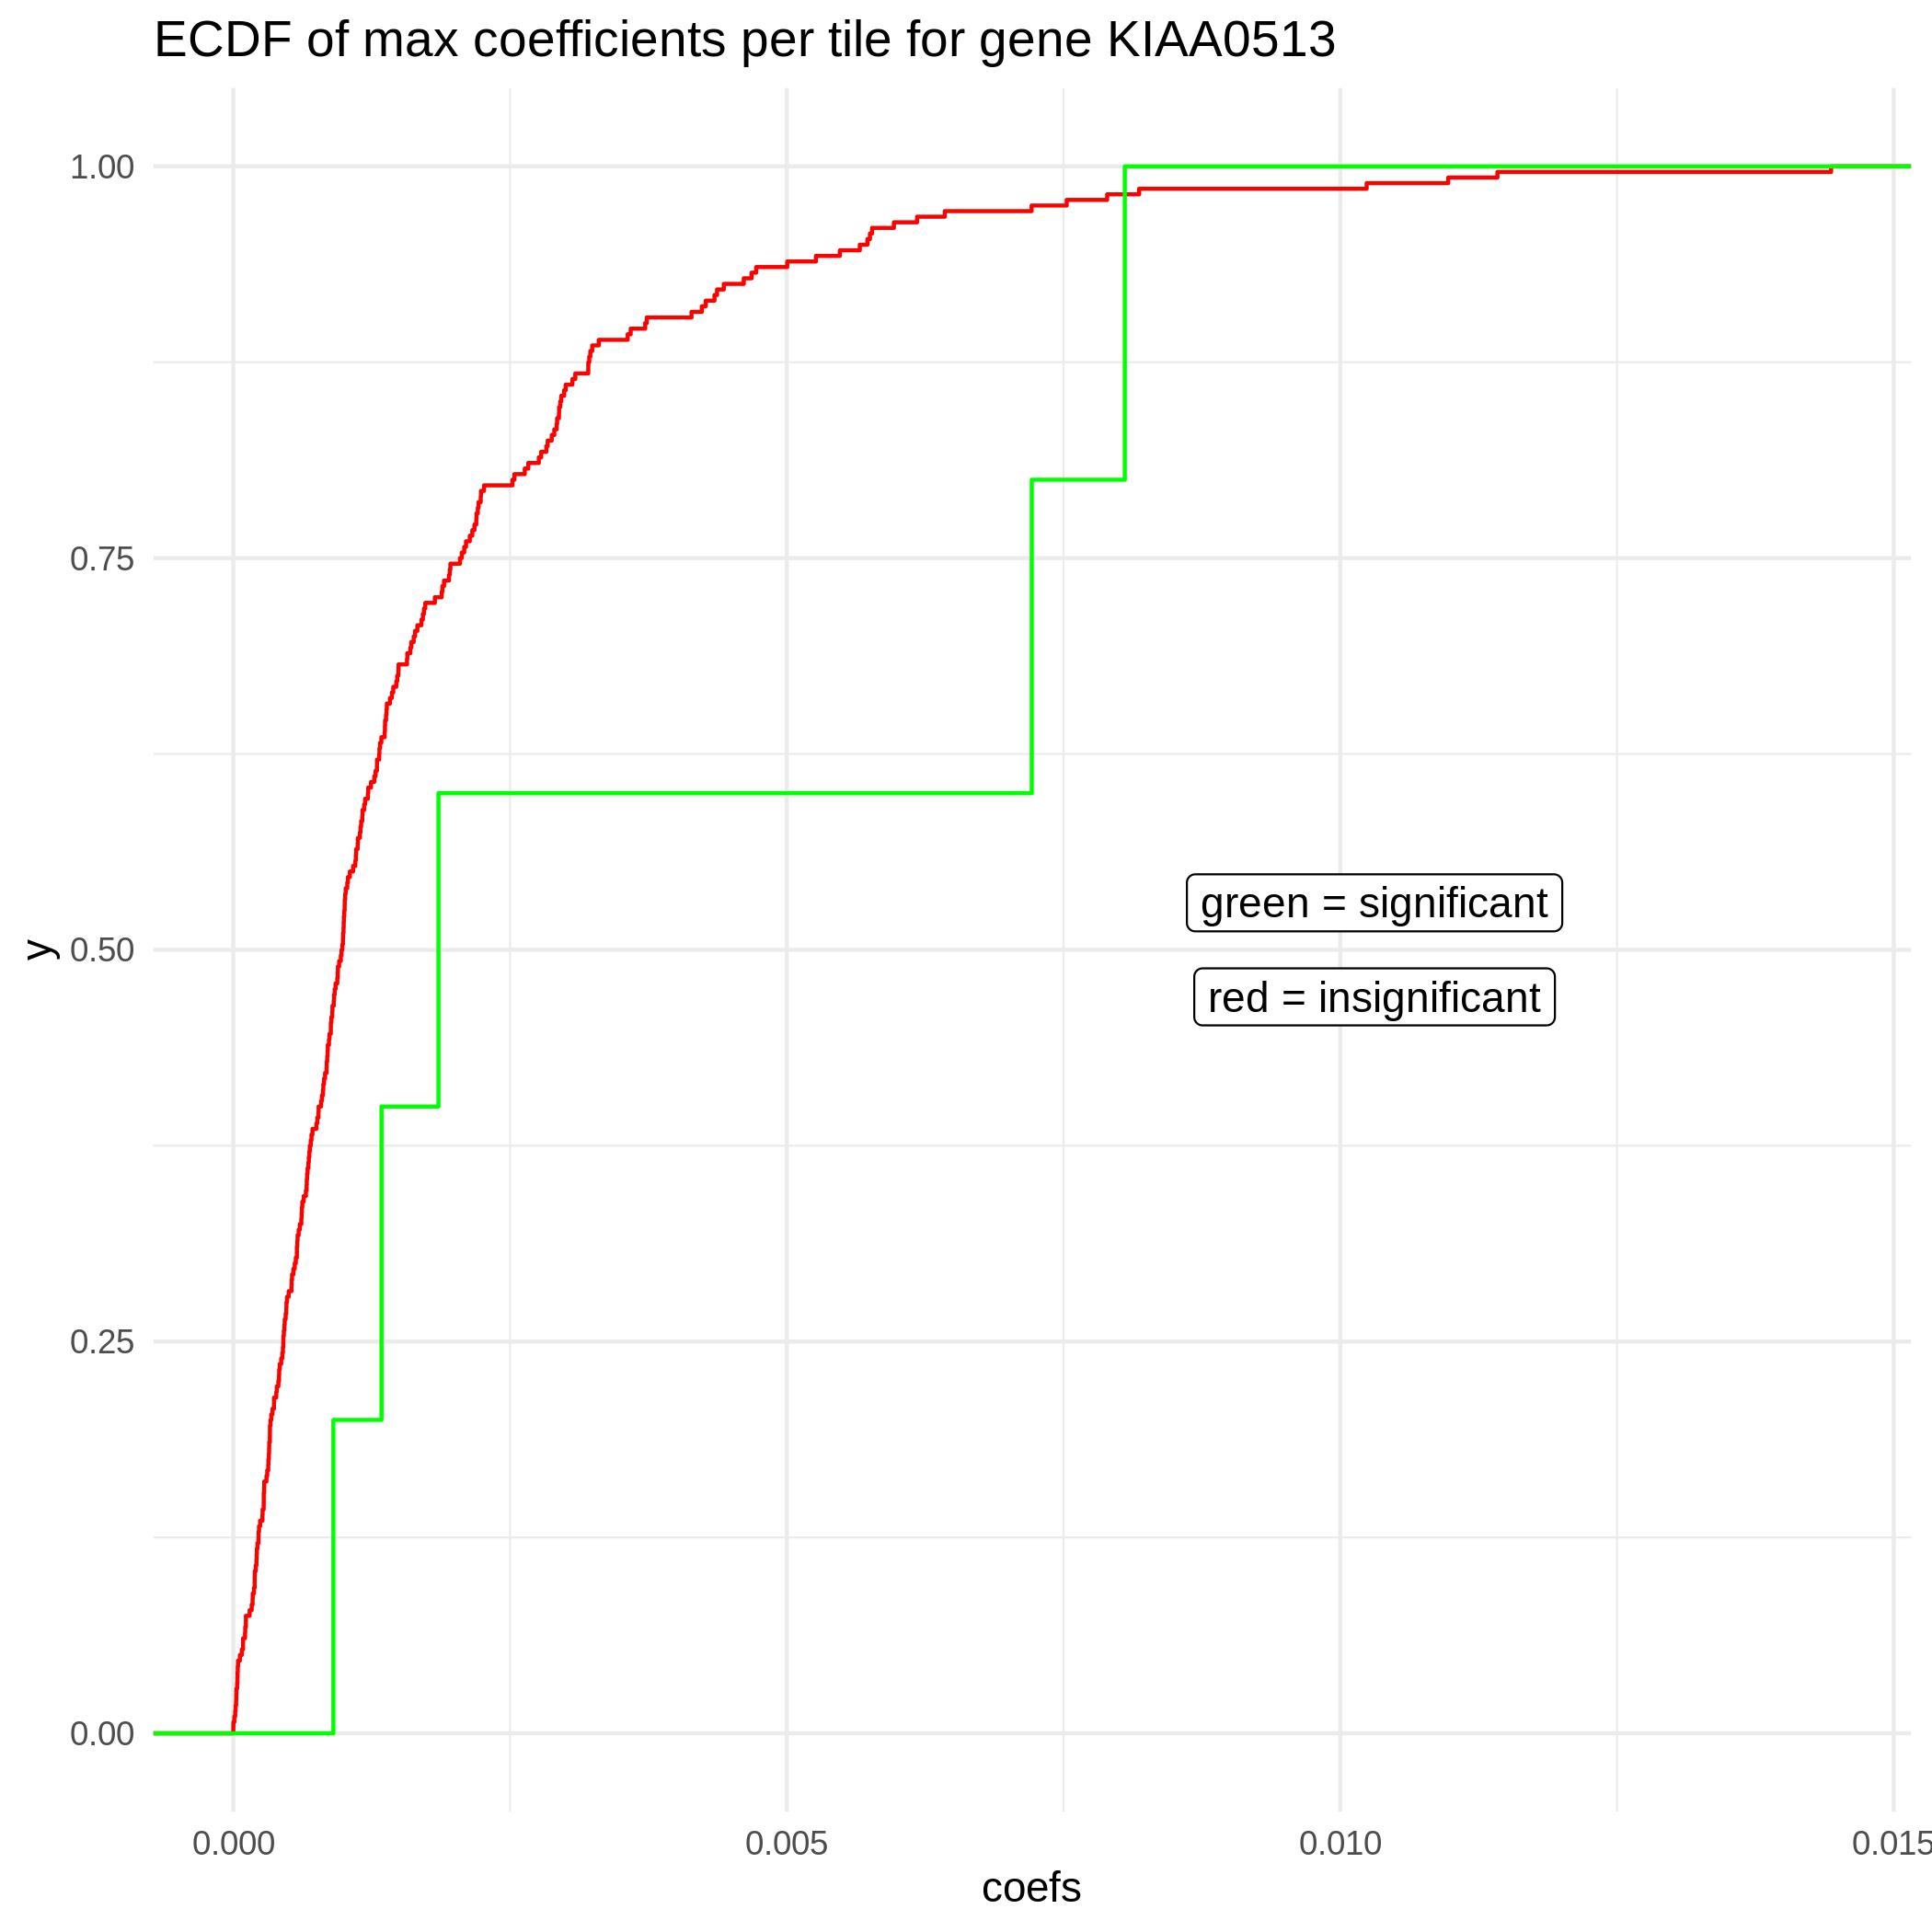 ECDF of max coefficients per tile for gene KIAA0513
1.00
0.75
0.50
0.25
0.00
y
green = significant
red = insignificant
0.000
0.005
0.010
0.015
coefs